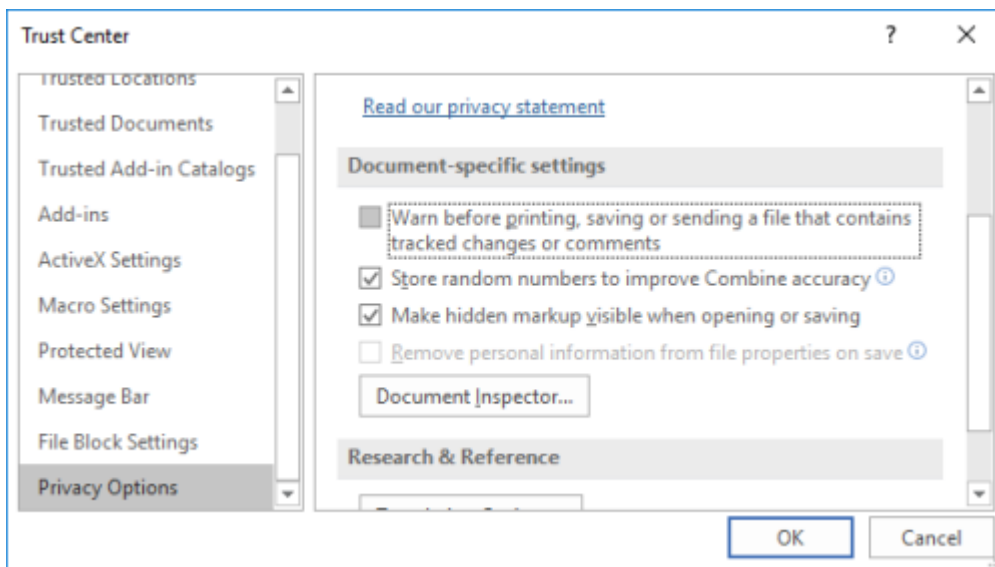 Trust Center
?
Trusted Locations
Trusted Documents
Trusted Add-in Catalogs
Add-ins
ActiveX Settings
Macro Settings
Protected View
Message Bar
File Block Settings
Privacy Options
Read our privacy statement
Document-specific settings
Warn before printing, saving or sending a file that contains
tracked changes or comments
Store random numbers to improve Combine accuracy
Make hidden markup visible when opening or saving
Remove personal information from file properties on save
Document Inspector...
Research & Reference
OK
Cancel